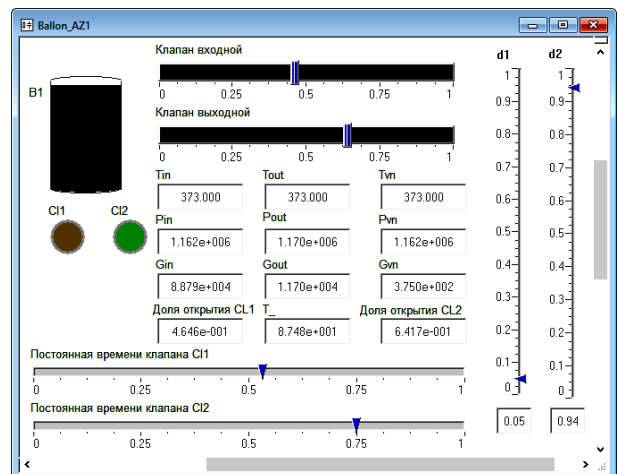 Ballon_AZ1
Клапан входной
0 0.25 0.5 0.75 1
Клапан выходной
0 0.25 0.5 0.75 1
B1
Cl1 Cl2
Tin Tout Tvn
373.000 373.000 373.000
Pin Pout Pvn
1.162e+006 1.170e+006 1.162e+006
Gin Gout Gvn
8.879e+004 1.170e+004 3.750e+002
Доля открытия CL1 T_ Доля открытия CL2
4.646e-001 8.748e+001 6.417e-001
Постоянная времени клапана Cl1
0 0.25 0.5 0.75 1
Постоянная времени клапана Cl2
0 0.25 0.5 0.75 1
d1 d2
1 1
0.9 0.9
0.8 0.8
0.7 0.7
0.6 0.6
0.5 0.5
0.4 0.4
0.3 0.3
0.2 0.2
0.1 0.1
0 0
0.05 0.94